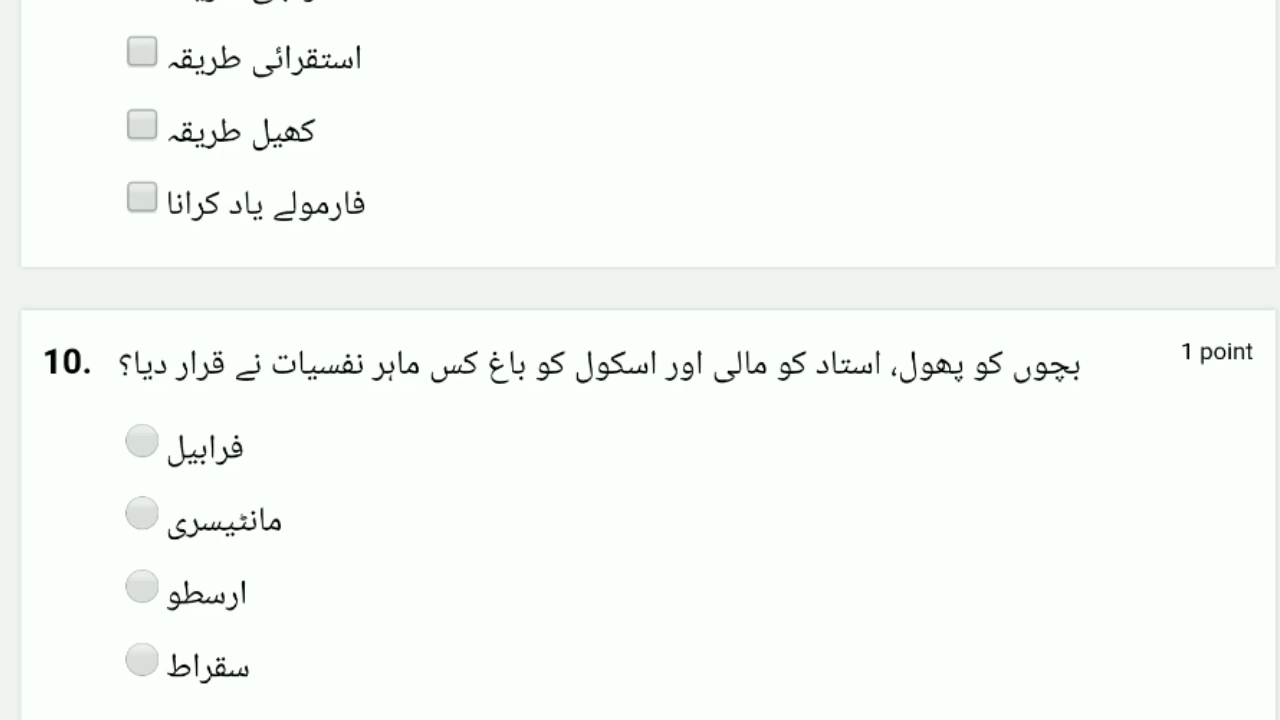 استقرائی طریقہ
کھیل طریقہ
فارمولے یاد کرانا
10. بچوں کو پھول، استاد کو مالی اور اسکول کو باغ کس ماہر نفسیات نے قرار دیا؟ 1 point
فرابیل
مانٹیسری
ارسطو
سقراط